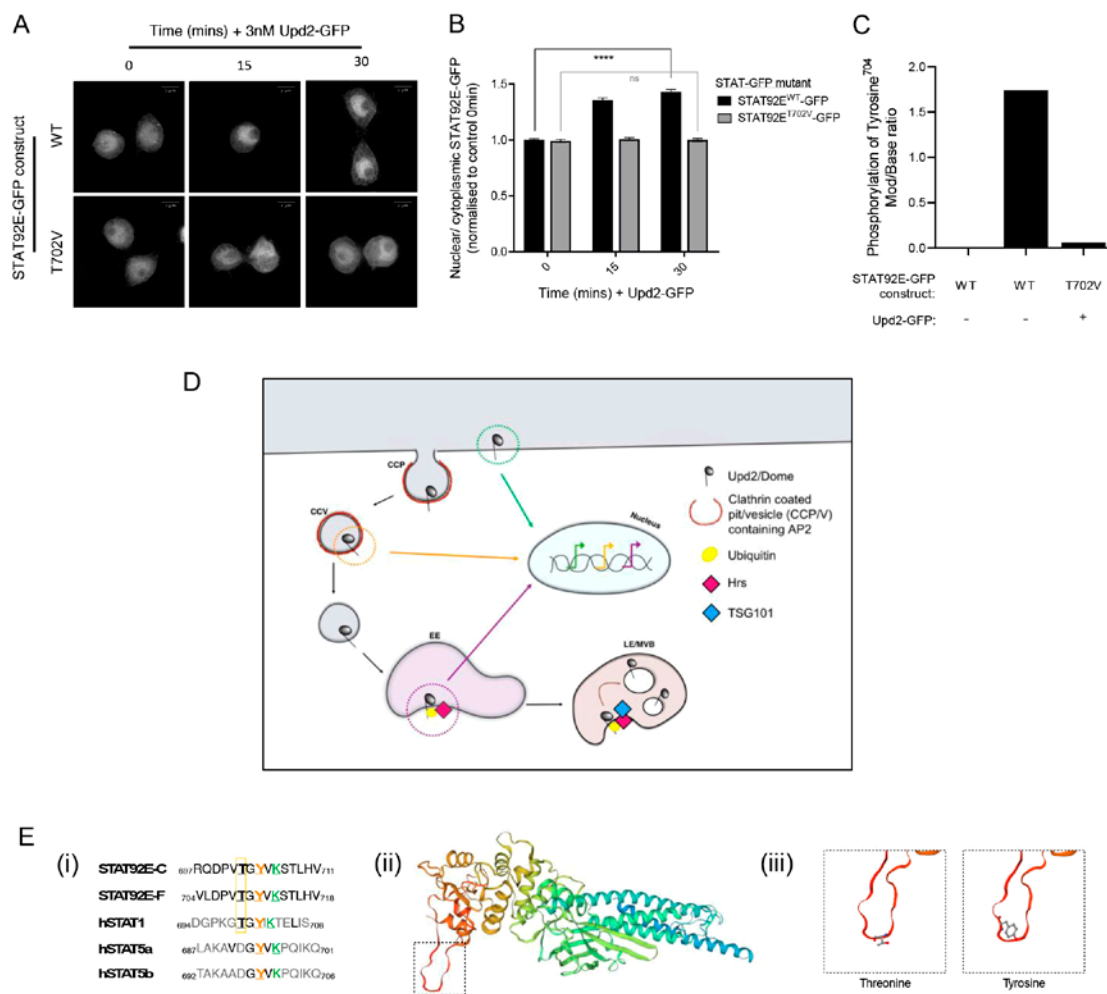 A
Time (mins) + 3nM Upd2-GFP
0 15 30
STAT92E-GFP construct
WT
T702V
B
Nuclear/ cytoplasmic STAT92E-GFP
(normalised to control 0min)
1.5
1.0
0.5
0.0
****
ns
STAT-GFP mutant
STAT92E^WT-GFP
STAT92E^T702V-GFP
0 15 30
Time (mins) + Upd2-GFP
C
Phosphorylation of Tyrosine^704
Mod/Base ratio
2.0
1.5
1.0
0.5
0.0
STAT92E-GFP construct: WT WT T702V
Upd2-GFP: - - +
D
CCP
CCV
EE
LE/MVB
Nucleus
Upd2/Dome
Clathrin coated
pit/vesicle (CCP/V)
containing AP2
Ubiquitin
Hrs
TSG101
E
(i)
STAT92E-C 697RQDPVTGYVKSTLHV711
STAT92E-F 704VLDPVTGYVKSTLHV718
hSTAT1 694DGPKGTGYIKTELIS708
hSTAT5a 687LAKAVDGYVKPQIKQ701
hSTAT5b 692TAKAADGYVKPQIKQ706
(ii)
(iii)
Threonine
Tyrosine